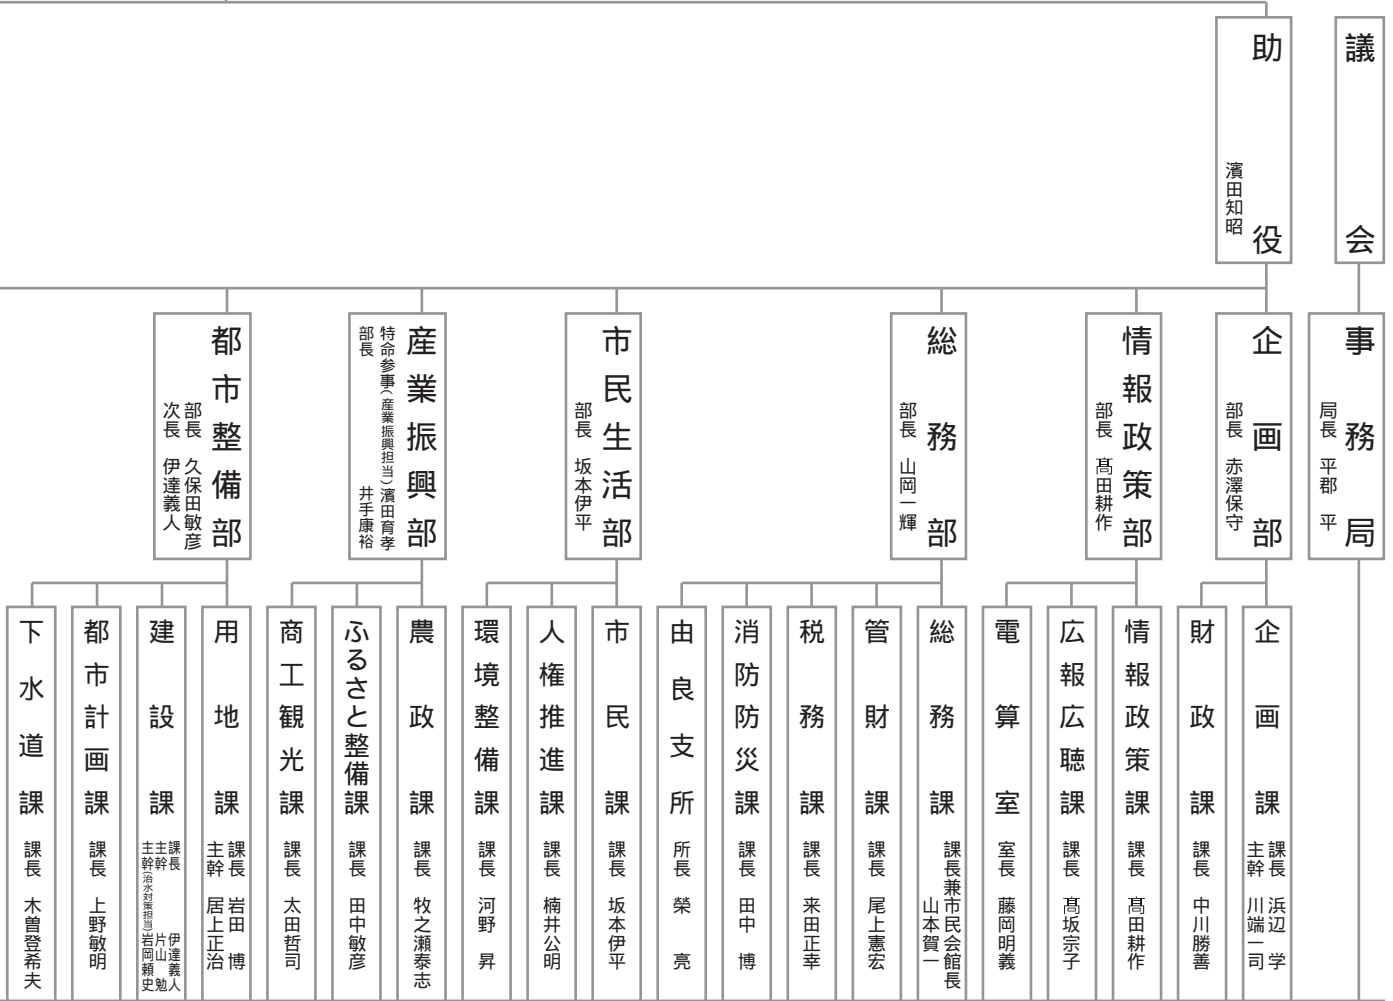 議会
助役
濱田知昭
事務局
局長 平郡 平
企画部
部長 赤澤保守
情報政策部
部長 髙田耕作
総務部
部長 山岡一輝
市民生活部
部長 坂本伊平
産業振興部
特命参事(産業振興担当)濱田育孝
部長 井手康裕
都市整備部
部長 久保田敏彦
次長 伊達義人
企画課
課長 浜辺 学
主幹 川端一司
財政課
課長 中川勝善
情報政策課
課長 髙田耕作
広報広聴課
課長 髙坂宗子
電算室
室長 藤岡明義
総務課
課長兼市民会館長
山本賀一
管財課
課長 尾上憲宏
税務課
課長 来田正幸
消防防災課
課長 田中 博
由良支所
所長 榮 亮
市民課
課長 坂本伊平
人権推進課
課長 楠井公明
環境整備課
課長 河野 昇
農政課
課長 牧之瀬泰志
ふるさと整備課
課長 田中敏彦
商工観光課
課長 太田哲司
用地課
課長 岩田 博
主幹 居上正治
建設課
課長 伊達義人
主幹 片山 勉
主幹(治水対策担当)岩岡頼史
都市計画課
課長 上野敏明
下水道課
課長 木曽登希夫